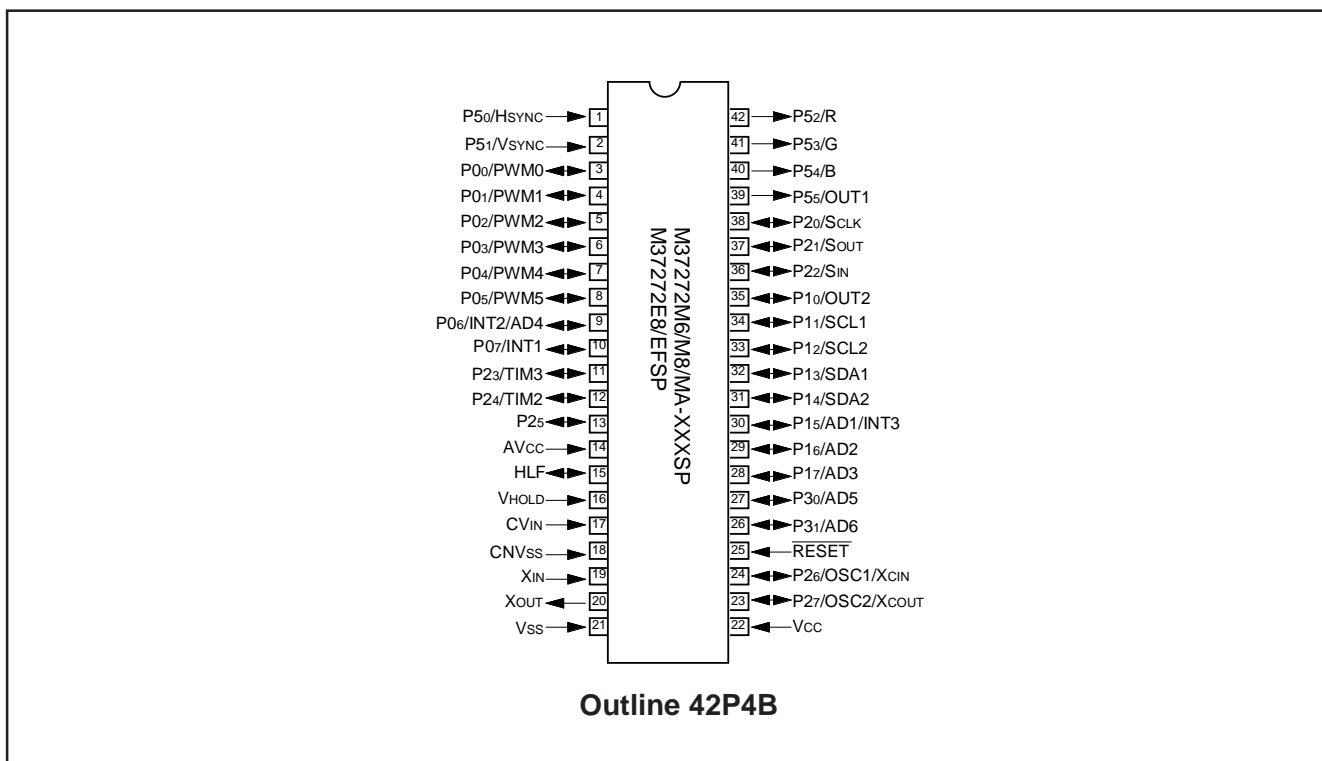 P50/HSYNC 1 42 P52/R
P51/VSYNC 2 41 P53/G
P00/PWM0 3 40 P54/B
P01/PWM1 4 39 P55/OUT1
P02/PWM2 5 38 P20/SCLK
P03/PWM3 6 37 P21/SOUT
P04/PWM4 7 36 P22/SIN
P05/PWM5 8 35 P10/OUT2
P06/INT2/AD4 9 34 P11/SCL1
P07/INT1 10 33 P12/SCL2
P23/TIM3 11 32 P13/SDA1
P24/TIM2 12 31 P14/SDA2
P25 13 30 P15/AD1/INT3
AVCC 14 29 P16/AD2
HLF 15 28 P17/AD3
VHOLD 16 27 P30/AD5
CVIN 17 26 P31/AD6
CNVSS 18 25 RESET
XIN 19 24 P26/OSC1/XCIN
XOUT 20 23 P27/OSC2/XCOUT
VSS 21 22 VCC
M37272M6/M8/MA-XXXSP
M37272E8/EFSP
Outline 42P4B